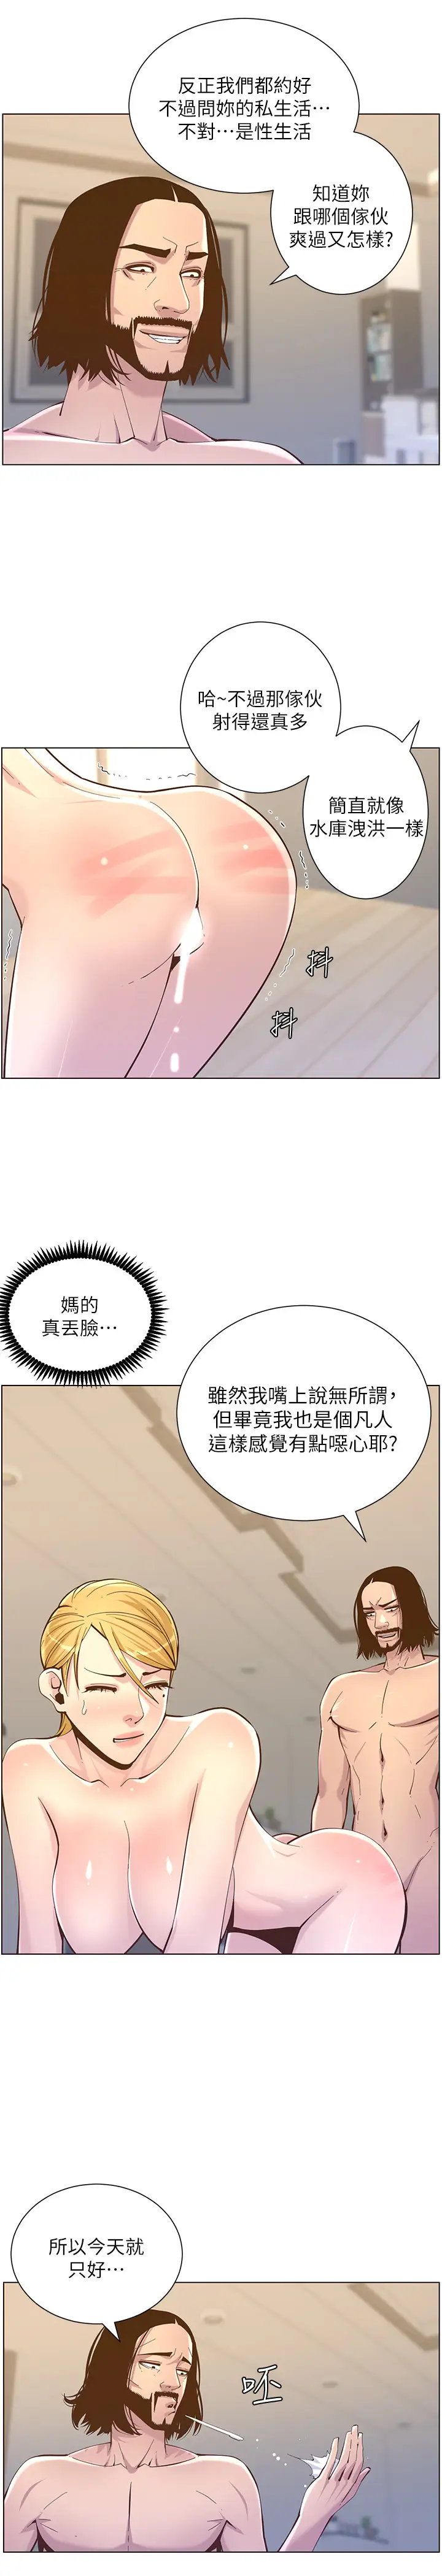 反正我們都約好
不過問妳的私生活…
不對…是性生活
知道妳
跟哪個傢伙
爽過又怎樣?
哈~不過那傢伙
射得還真多
簡直就像
水庫洩洪一樣
抖
抖
媽的
真丟臉…
雖然我嘴上說無所謂,
但畢竟我也是個凡人
這樣感覺有點噁心耶?
所以今天就
只好…
呸